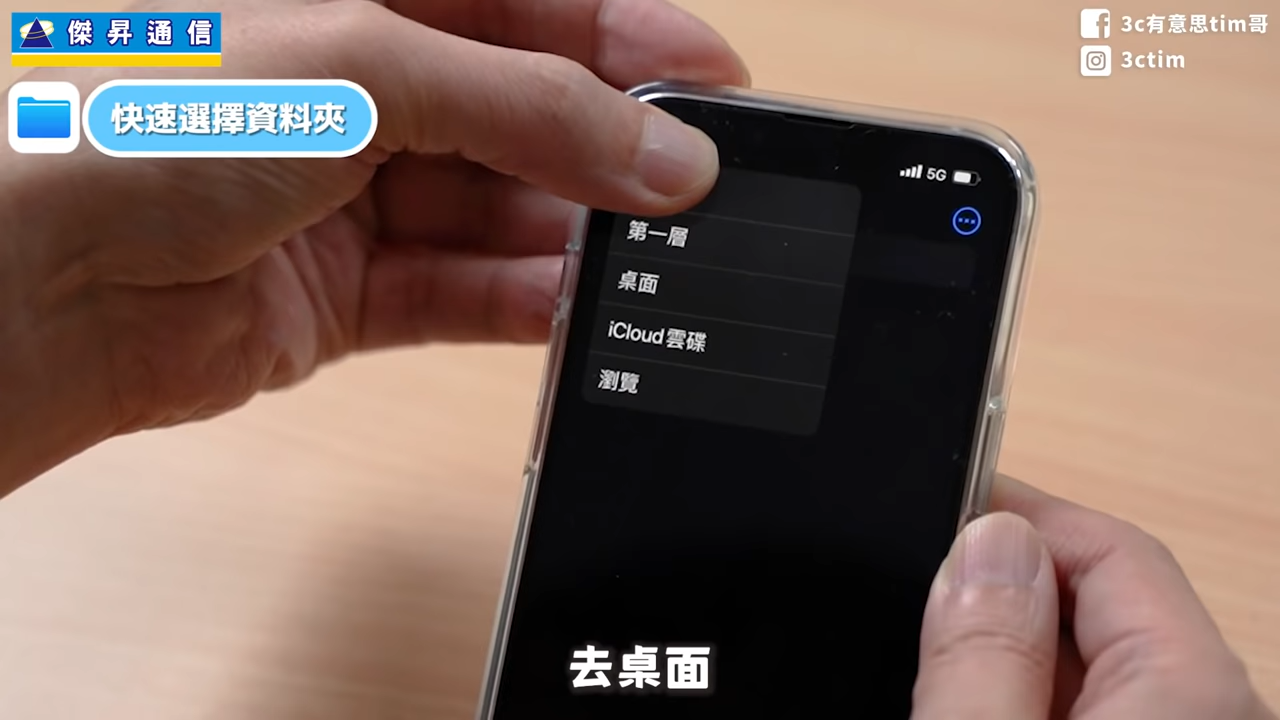 傑昇通信
快速選擇資料夾
3c有意思tim哥
3ctim
5G
第一層
桌面
iCloud雲碟
瀏覽
去桌面